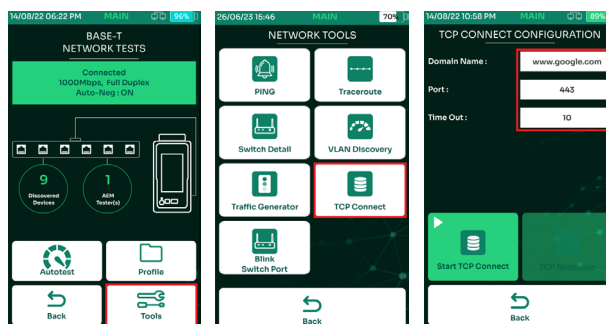 14/08/22 06:22 PM MAIN 96%
BASE-T
NETWORK TESTS
Connected
1000Mbps, Full Duplex
Auto-Neg : ON
9
Discovered
Devices
1
AEM
Tester(s)
Autotest
Profile
Back
Tools
26/06/23 15:46 MAIN 70%
NETWORK TOOLS
PING
Traceroute
Switch Detail
VLAN Discovery
Traffic Generator
TCP Connect
Blink
Switch Port
Back
14/08/22 10:58 PM MAIN 89%
TCP CONNECT CONFIGURATION
Domain Name : www.google.com
Port : 443
Time Out : 10
Start TCP Connect
Back